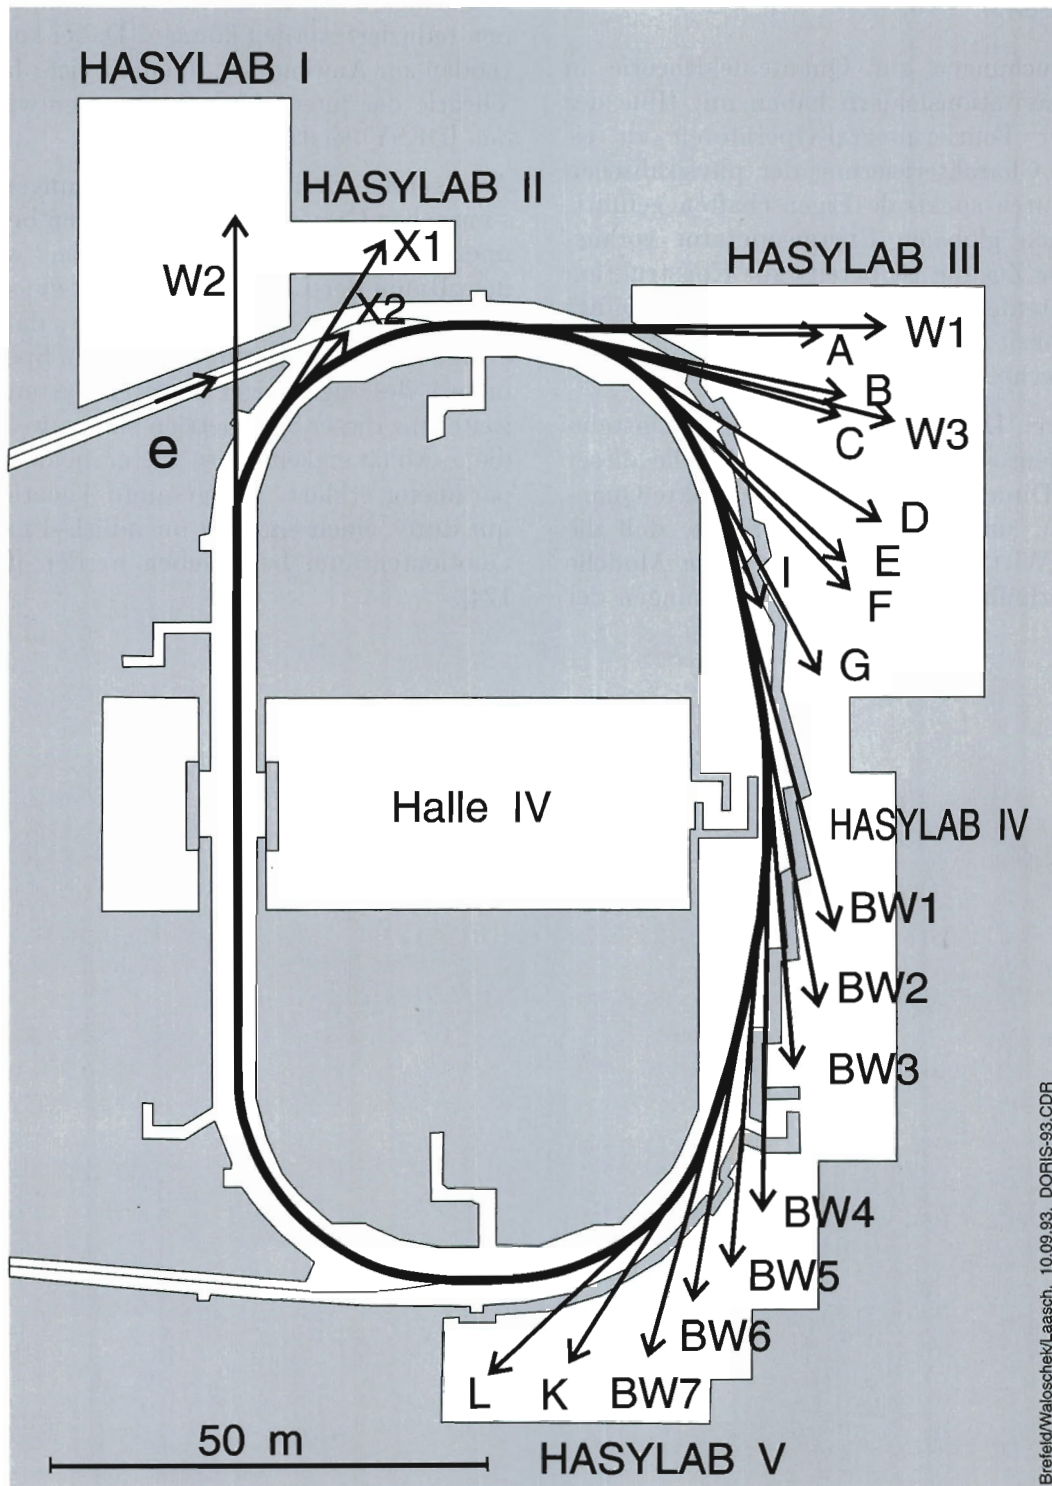 HASYLAB I
HASYLAB II
X1
W2
X2
HASYLAB III
W1
A
B
W3
C
e
D
E
I
F
G
Halle IV
HASYLAB IV
BW1
BW2
BW3
BW4
BW5
BW6
L K BW7
50 m
HASYLAB V
Brefeld/Waloschek/Laasch, 10.09.93, DORIS-93.CDR